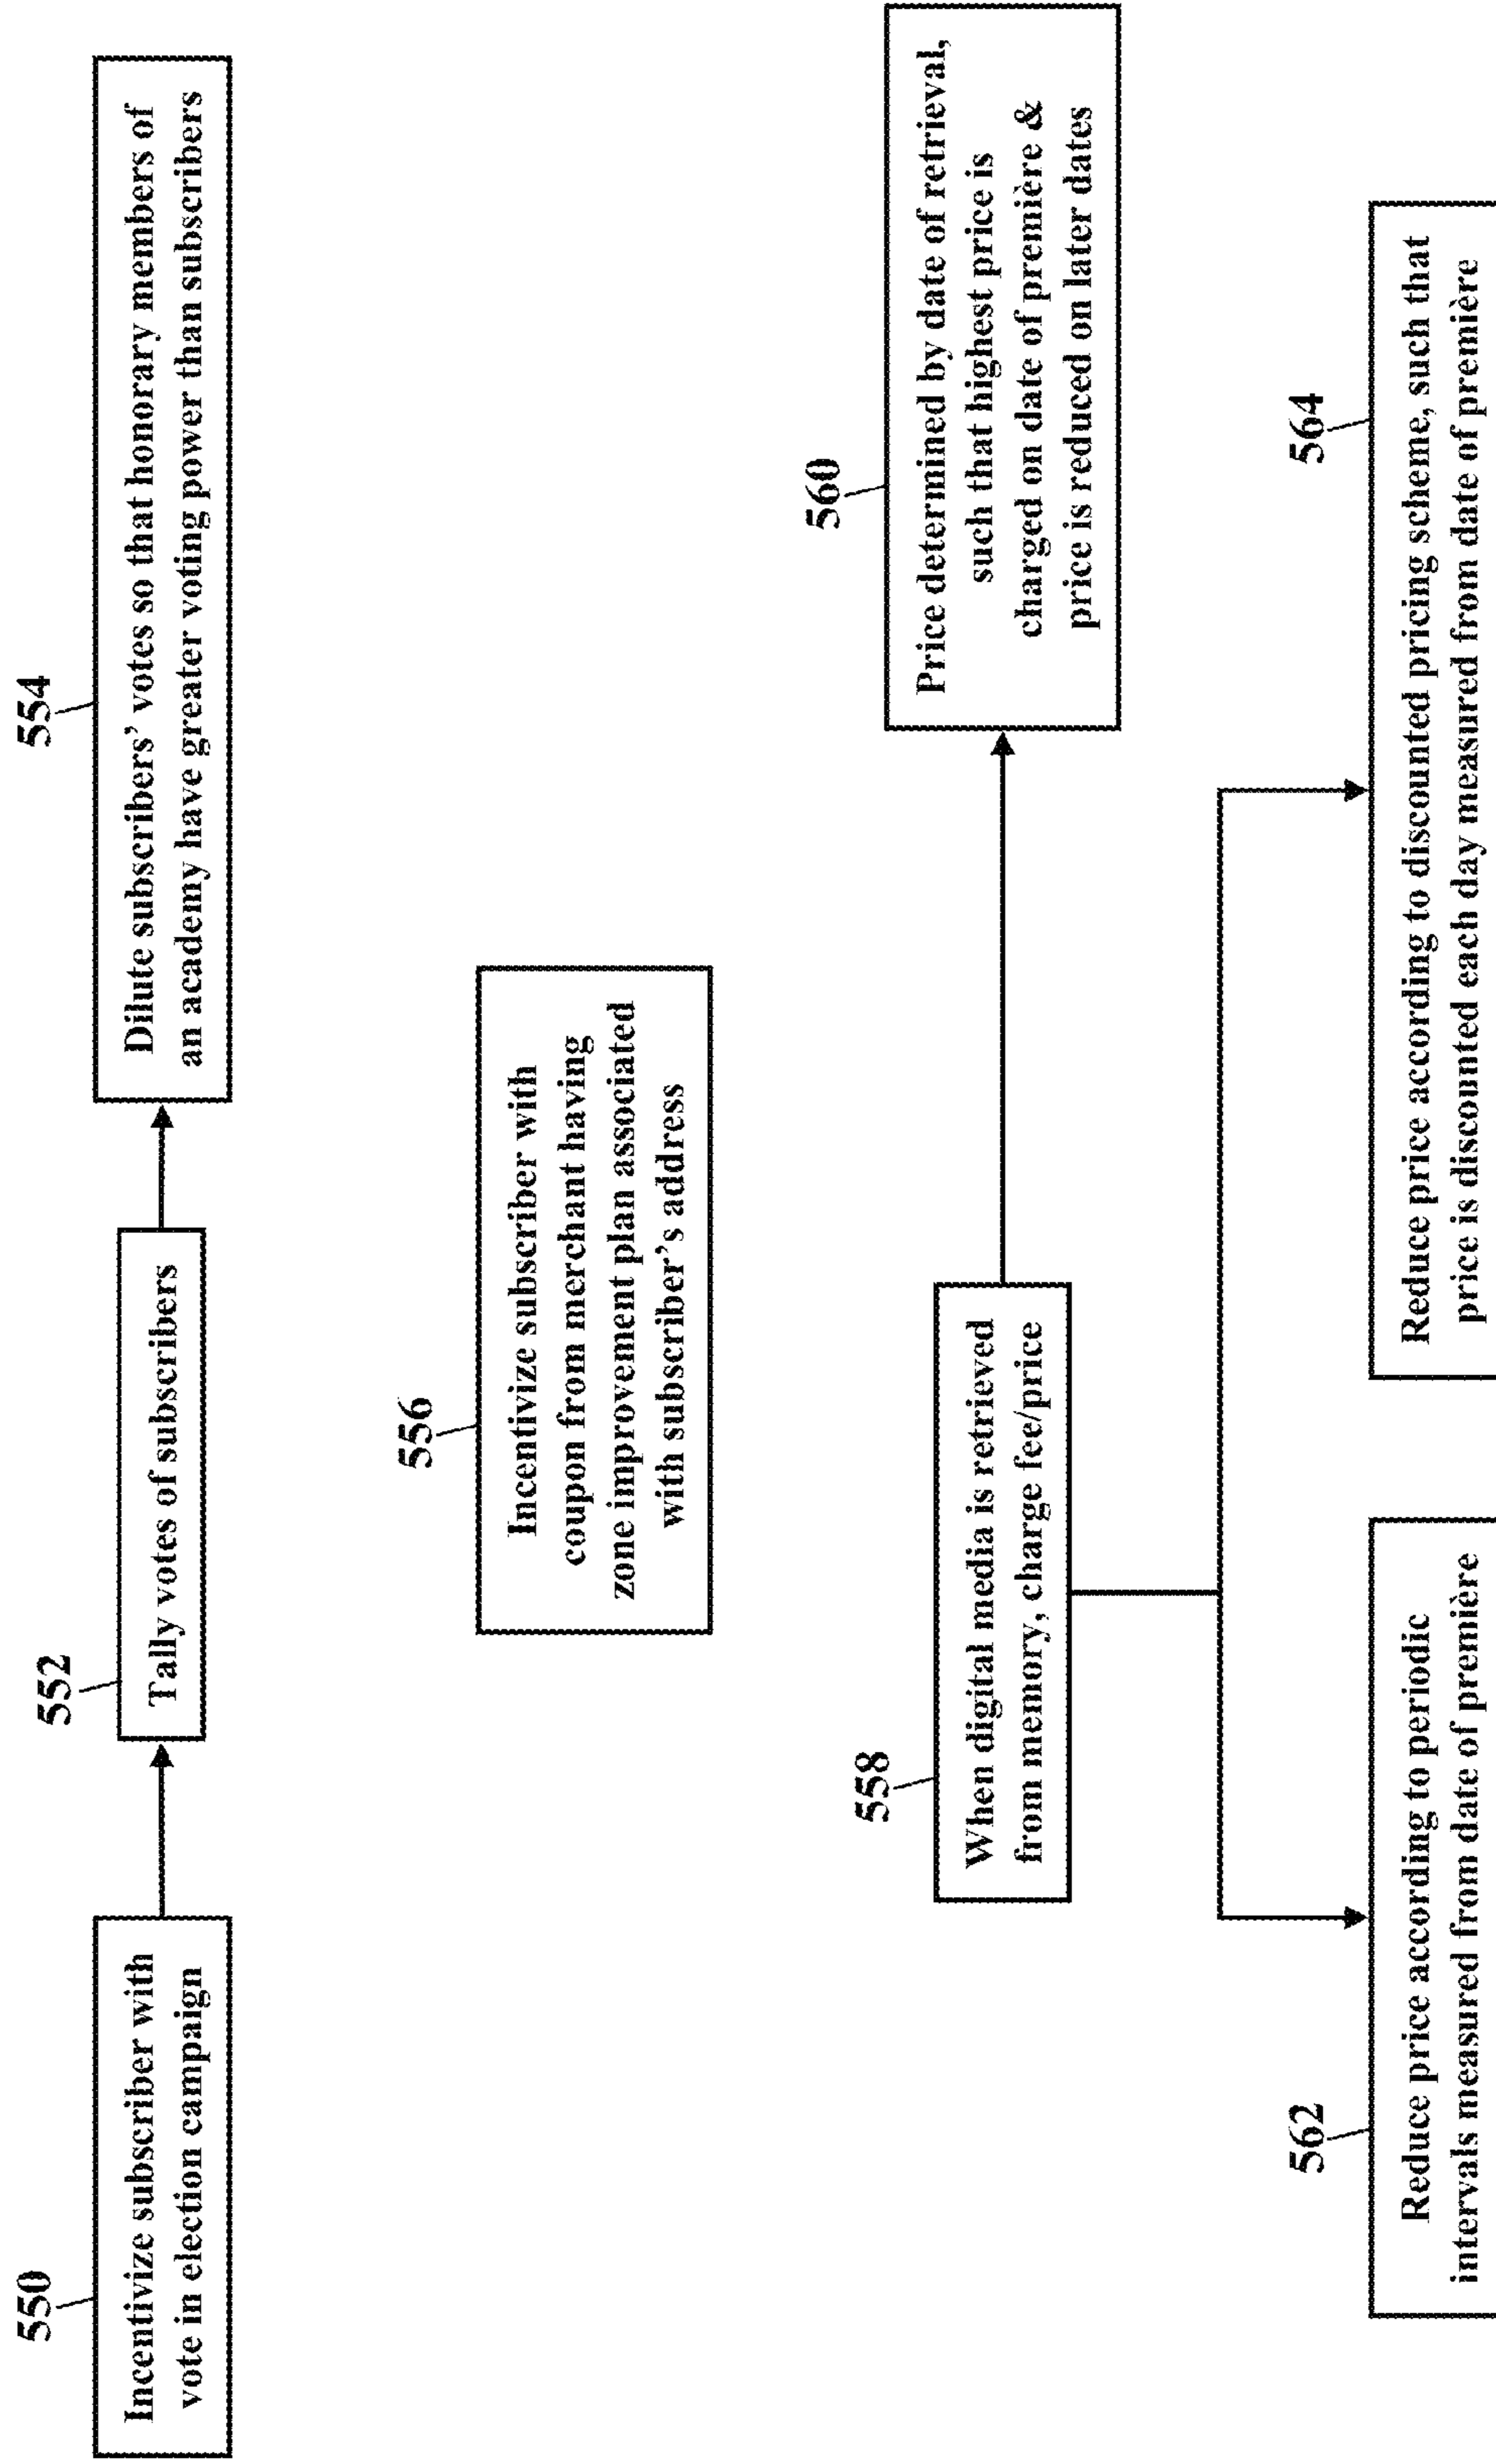 550
Incentivize subscriber with
vote in election campaign
552
Tally votes of subscribers
554
Dilute subscribers’ votes so that honorary members of
an academy have greater voting power than subscribers
556
Incentivize subscriber with
coupon from merchant having
zone improvement plan associated
with subscriber’s address
558
When digital media is retrieved
from memory, charge fee/price
560
Price determined by date of retrieval,
such that highest price is
charged on date of première &
price is reduced on later dates
562
Reduce price according to periodic
intervals measured from date of première
564
Reduce price according to discounted pricing scheme, such that
price is discounted each day measured from date of première